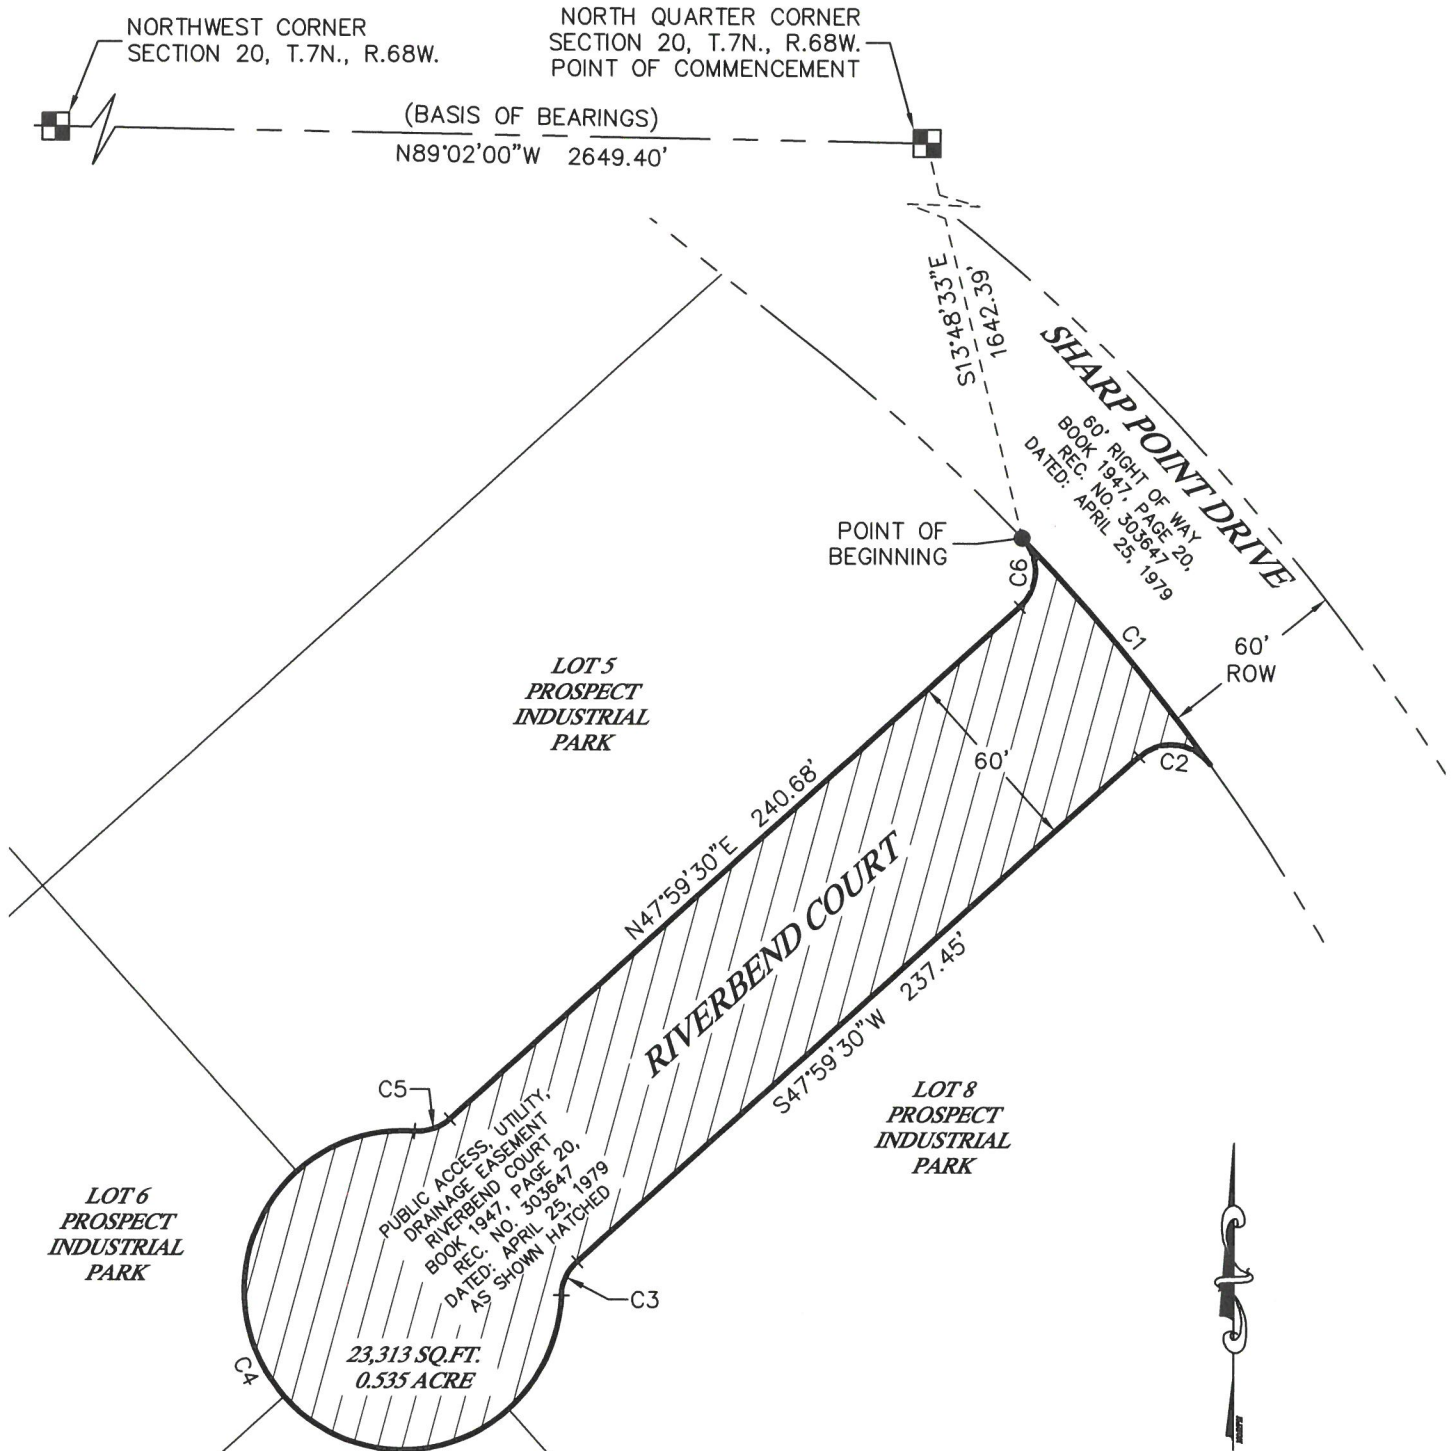 NORTHWEST CORNER
SECTION 20, T.7N., R.68W.
NORTH QUARTER CORNER
SECTION 20, T.7N., R.68W.
POINT OF COMMENCEMENT
(BASIS OF BEARINGS)
N89°02'00"W 2649.40'
S13°48'33"E
1642.39'
SHARP POINT DRIVE
60' RIGHT OF WAY
BOOK 1947, PAGE 20,
REC. NO. 303647
DATED: APRIL 25, 1979
POINT OF
BEGINNING
C6
C1
60'
ROW
LOT 5
PROSPECT
INDUSTRIAL
PARK
C2
60'
N47°59'30"E 240.68'
RIVERBEND COURT
S47°59'30"W 237.45'
C5
LOT 8
PROSPECT
INDUSTRIAL
PARK
PUBLIC ACCESS, UTILITY,
DRAINAGE EASEMENT
RIVERBEND COURT
BOOK 1947, PAGE 20,
REC. NO. 303647
DATED: APRIL 25, 1979
AS SHOWN HATCHED
LOT 6
PROSPECT
INDUSTRIAL
PARK
C3
23,313 SQ.FT.
0.535 ACRE
C4
NORTH